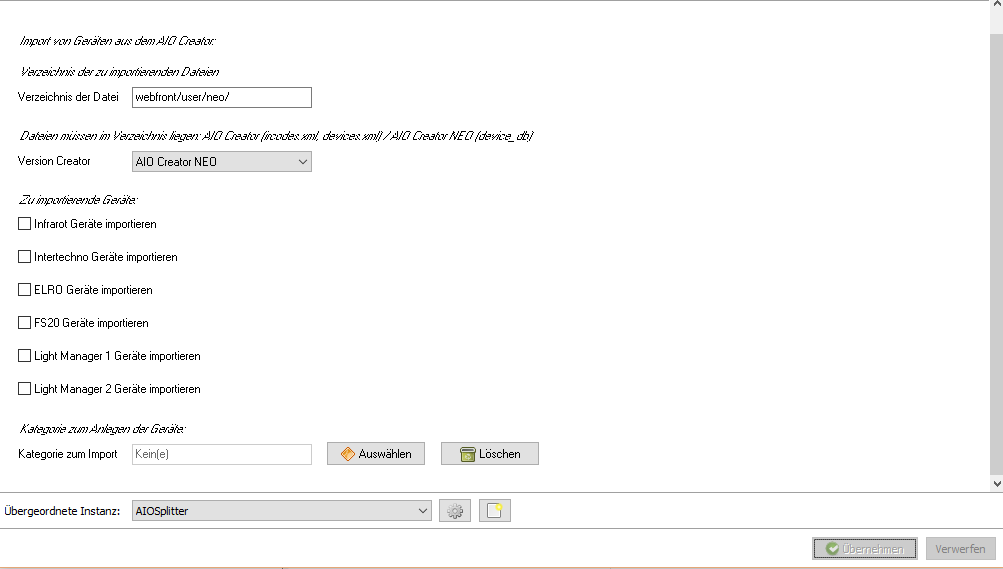 Import von Geräten aus dem AIO Creator:
Verzeichnis der zu importierenden Dateien
Verzeichnis der Datei webfront/user/neo/
Dateien müssen im Verzeichnis liegen: AIO Creator (ircodes.xml, devices.xml) / AIO Creator NEO (device_db)
Version Creator AIO Creator NEO
Zu importierende Geräte:
Infrarot Geräte importieren
Intertechno Geräte importieren
ELRO Geräte importieren
FS20 Geräte importieren
Light Manager 1 Geräte importieren
Light Manager 2 Geräte importieren
Kategorie zum Anlegen der Geräte:
Kategorie zum Import Kein(e) Auswählen Löschen
Übergeordnete Instanz: AIOSplitter
Übernehmen Verwerfen